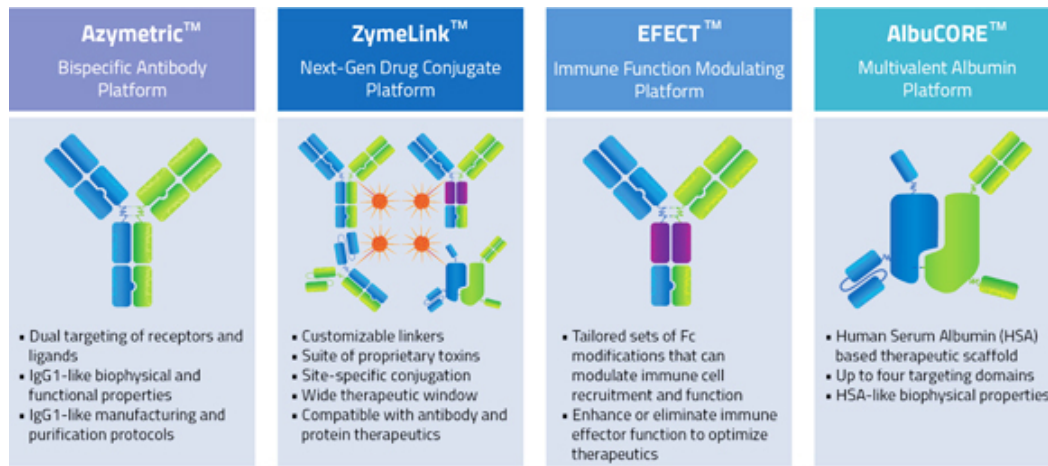 Azymetric™
Bispecific Antibody
Platform
▪ Dual targeting of receptors and
ligands
▪ IgG1-like biophysical and
functional properties
▪ IgG1-like manufacturing and
purification protocols
ZymeLink™
Next-Gen Drug Conjugate
Platform
▪ Customizable linkers
▪ Suite of proprietary toxins
▪ Site-specific conjugation
▪ Wide therapeutic window
▪ Compatible with antibody and
protein therapeutics
EFECT™
Immune Function Modulating
Platform
▪ Tailored sets of Fc
modifications that can
modulate immune cell
recruitment and function
▪ Enhance or eliminate immune
effector function to optimize
therapeutics
AlbuCORE™
Multivalent Albumin
Platform
▪ Human Serum Albumin (HSA)
based therapeutic scaffold
▪ Up to four targeting domains
▪ HSA-like biophysical properties